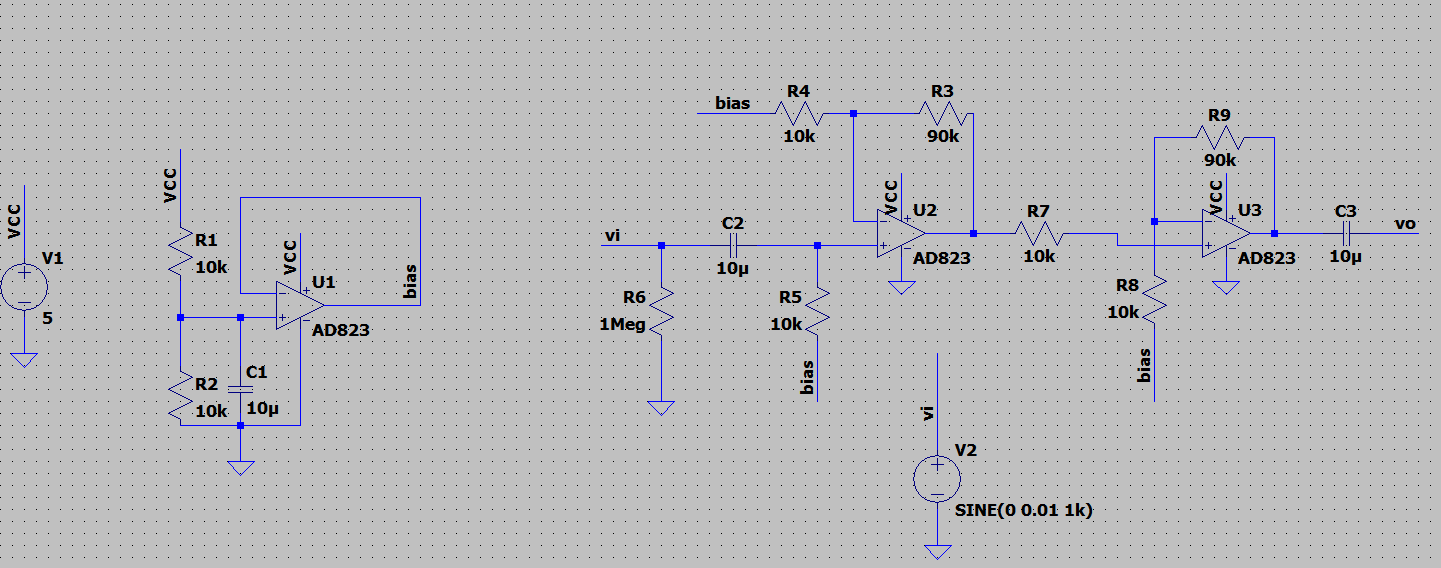 VCC
V1
5
VCC
R1
10k
R2
10k
C1
10µ
VCC
U1
AD823
bias
bias
R4
10k
R3
90k
vi
C2
10µ
R6
1Meg
R5
10k
bias
VCC
U2
AD823
R7
10k
R9
90k
VCC
U3
AD823
R8
10k
bias
C3
10µ
vo
vi
V2
SINE(0 0.01 1k)